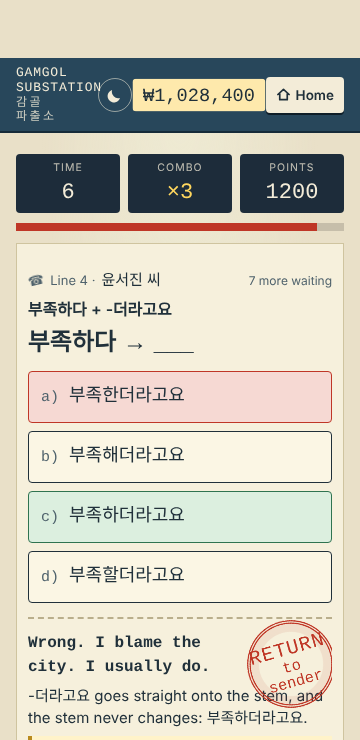 GAMGOL
SUBSTATION
감골
파출소
₩1,028,400
Home
TIME
6
COMBO
×3
POINTS
1200
☎ Line 4 · 윤서진 씨
7 more waiting
부족하다 + -더라고요
부족하다 → ___
a) 부족한더라고요
b) 부족해더라고요
c) 부족하더라고요
d) 부족할더라고요
Wrong. I blame the
city. I usually do.
RETURN
to
sender
-더라고요 goes straight onto the stem, and
the stem never changes: 부족하더라고요.